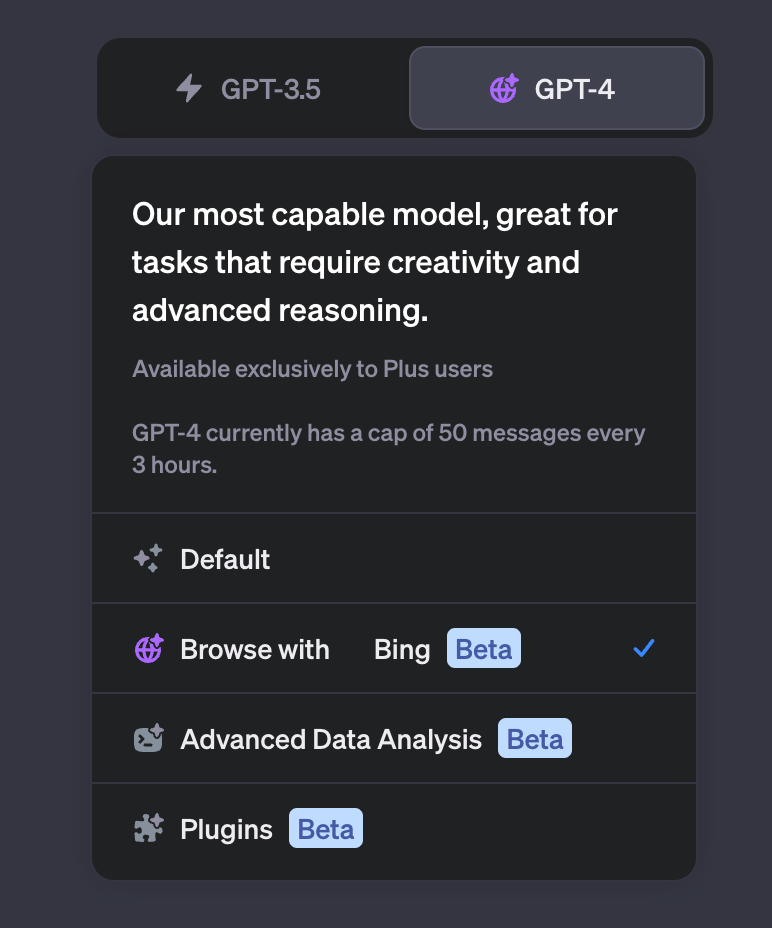 GPT-3.5
GPT-4
Our most capable model, great for
tasks that require creativity and
advanced reasoning.
Available exclusively to Plus users
GPT-4 currently has a cap of 50 messages every
3 hours.
Default
Browse with Bing Beta
Advanced Data Analysis Beta
Plugins Beta